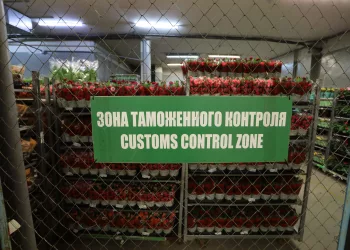 ЗОНА ТАМОЖЕННОГО КОНТРОЛЯ
CUSTOMS CONTROL ZONE